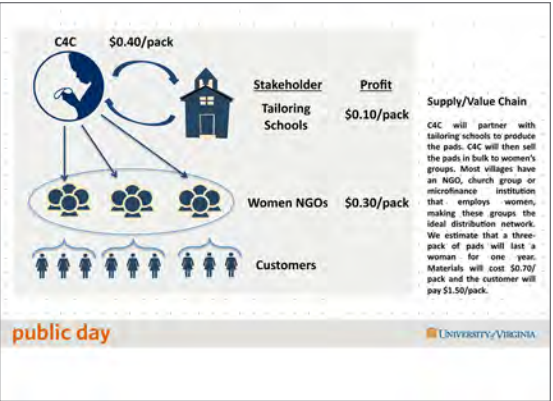 C4C $0.40/pack
Stakeholder Profit
Tailoring Schools $0.10/pack
Women NGOs $0.30/pack
Customers
Supply/Value Chain
C4C will partner with
tailoring schools to produce
the pads. C4C will then sell
the pads in bulk to women's
groups. Most villages have
an NGO, church group or
microfinance institution
that employs women,
making these groups the
ideal distribution network.
We estimate that a three-
pack of pads will last a
woman for one year.
Materials will cost $0.70/
pack and the customer will
pay $1.50/pack.
public day
UNIVERSITY of VIRGINIA